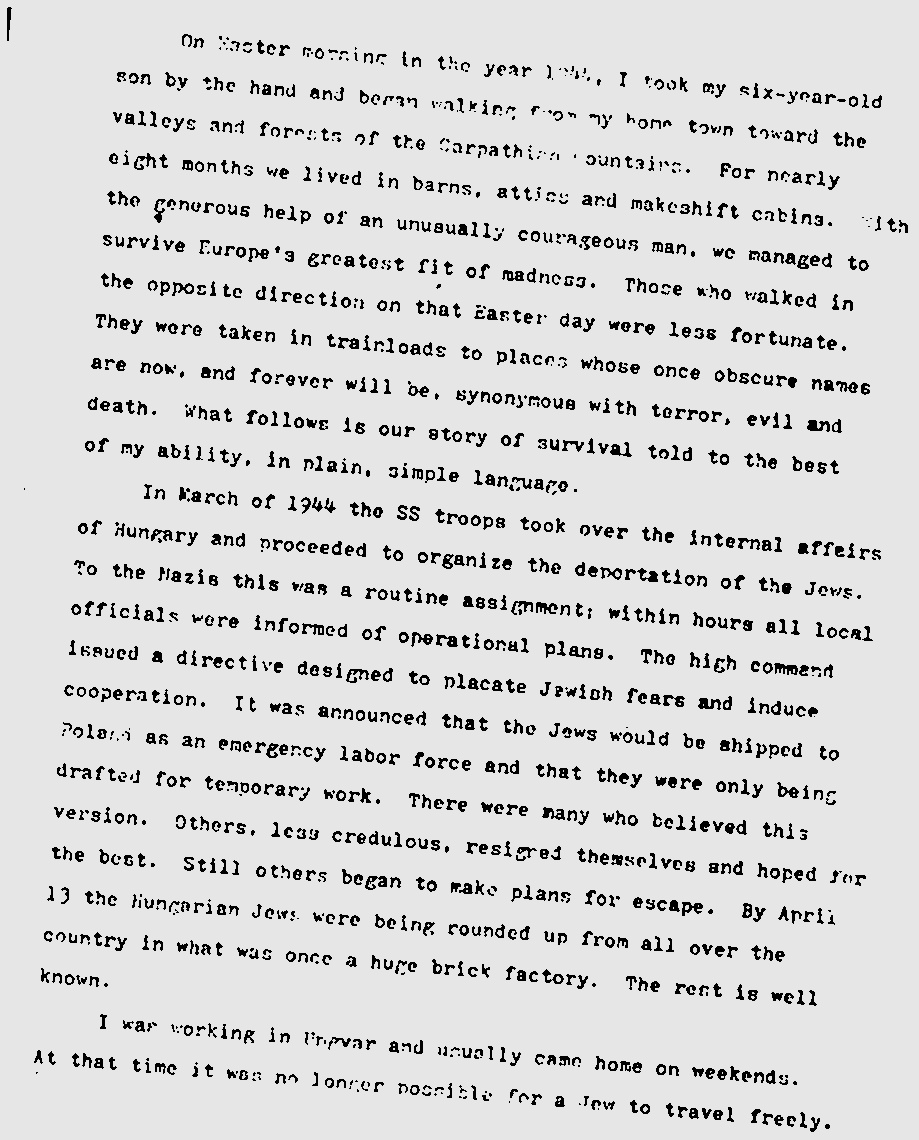 On Easter morning in the year 1944, I took my six-year-old
son by the hand and began walking from my home town toward the
valleys and forests of the Carpathian Mountains. For nearly
eight months we lived in barns, attics and makeshift cabins. With
the generous help of an unusually courageous man, we managed to
survive Europe's greatest fit of madness. Those who walked in
the opposite direction on that Easter day were less fortunate.
They were taken in trainloads to places whose once obscure names
are now, and forever will be, synonymous with terror, evil and
death. What follows is our story of survival told to the best
of my ability, in plain, simple language.
In March of 1944 the SS troops took over the internal affairs
of Hungary and proceeded to organize the deportation of the Jews.
To the Nazis this was a routine assignment; within hours all local
officials were informed of operational plans. The high command
issued a directive designed to placate Jewish fears and induce
cooperation. It was announced that the Jews would be shipped to
Poland as an emergency labor force and that they were only being
drafted for temporary work. There were many who believed this
version. Others, less credulous, resigned themselves and hoped for
the best. Still others began to make plans for escape. By April
13 the Hungarian Jews were being rounded up from all over the
country in what was once a huge brick factory. The rest is well
known.
I was working in Ungvar and usually came home on weekends.
At that time it was no longer possible for a Jew to travel freely.